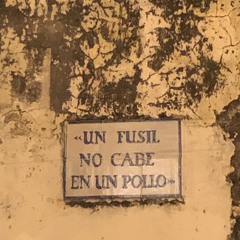 «UN FUSIL
NO CABE
EN UN POLLO»